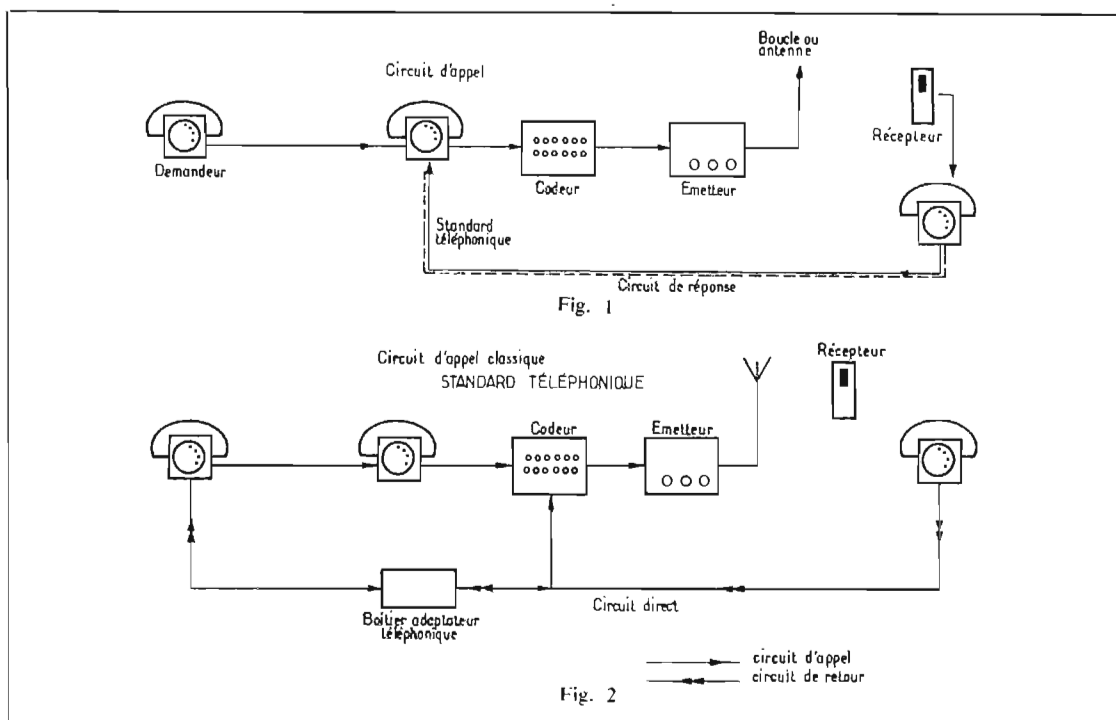 Boucle ou
antenne
Circuit d'appel
Récepteur
Demandeur
Codeur
Emetteur
Standard
téléphonique
Circuit de réponse
Fig. 1
Circuit d'appel classique
STANDARD TÉLÉPHONIQUE
Récepteur
Codeur
Emetteur
Boîtier adaptateur
téléphonique
Circuit direct
circuit d'appel
circuit de retour
Fig. 2